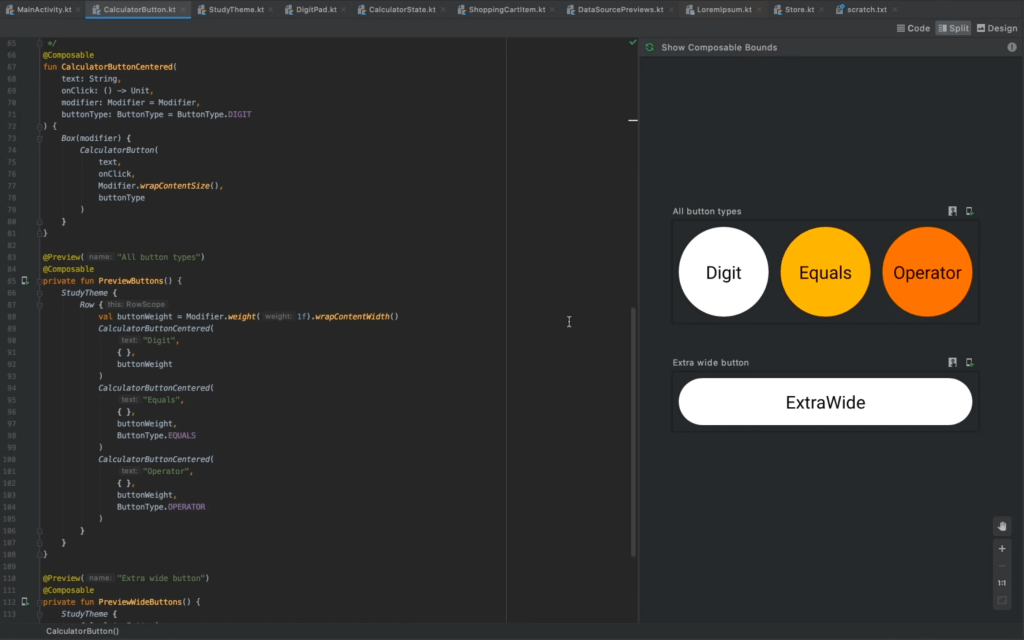 MainActivity.kt CalculatorButton.kt StudyTheme.kt DigitPad.kt CalculatorState.kt ShoppingCartItem.kt DataSourcePreviews.kt LoremIpsum.kt Store.kt scratch.txt
Code Split Design
Show Composable Bounds
65 */
66 @Composable
67 fun CalculatorButtonCentered(
68 text: String,
69 onClick: () -> Unit,
70 modifier: Modifier = Modifier,
71 buttonType: ButtonType = ButtonType.DIGIT
72 ) {
73 Box(modifier) {
74 CalculatorButton(
75 text,
76 onClick,
77 Modifier.wrapContentSize(),
78 buttonType
79 )
80 }
81 }
82
83 @Preview( name: "All button types")
84 @Composable
85 private fun PreviewButtons() {
86 StudyTheme {
87 Row { this: RowScope
88 val buttonWeight = Modifier.weight( weight: 1f).wrapContentWidth()
89 CalculatorButtonCentered(
90 text: "Digit",
91 { },
92 buttonWeight
93 )
94 CalculatorButtonCentered(
95 text: "Equals",
96 { },
97 buttonWeight,
98 ButtonType.EQUALS
99 )
100 CalculatorButtonCentered(
101 text: "Operator",
102 { },
103 buttonWeight,
104 ButtonType.OPERATOR
105 )
106 }
107 }
108 }
109
110 @Preview( name: "Extra wide button")
111 @Composable
112 private fun PreviewWideButtons() {
113 StudyTheme {
CalculatorButton()
All button types
Digit
Equals
Operator
Extra wide button
ExtraWide
1:1